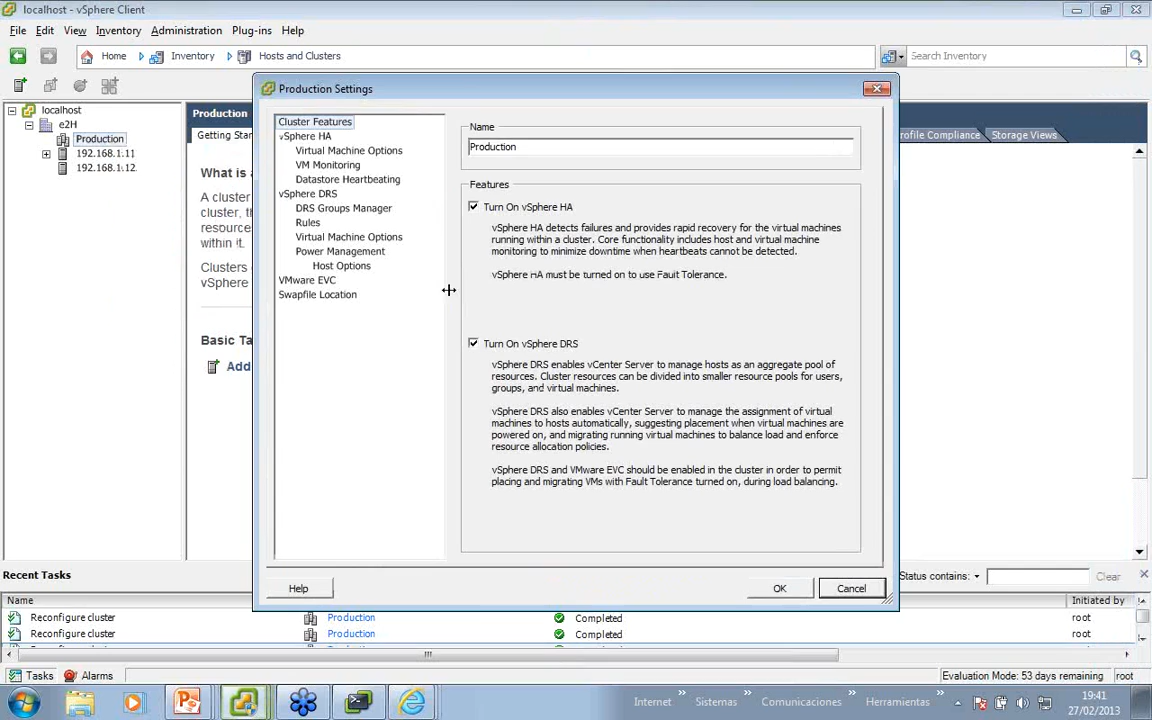 localhost - vSphere Client
File Edit View Inventory Administration Plug-ins Help
Home Inventory Hosts and Clusters Search Inventory
localhost
e2H
Production
192.168.1.11
192.168.1.12
Production
Getting Star
rofile Compliance Storage Views
What is a
A cluster
cluster, t
resources
within it.
Clusters
vSphere
Basic Ta
Add
Production Settings
Cluster Features
vSphere HA
Virtual Machine Options
VM Monitoring
Datastore Heartbeating
vSphere DRS
DRS Groups Manager
Rules
Virtual Machine Options
Power Management
Host Options
VMware EVC
Swapfile Location
Name
Production
Features
Turn On vSphere HA
vSphere HA detects failures and provides rapid recovery for the virtual machines
running within a cluster. Core functionality includes host and virtual machine
monitoring to minimize downtime when heartbeats cannot be detected.
vSphere HA must be turned on to use Fault Tolerance.
Turn On vSphere DRS
vSphere DRS enables vCenter Server to manage hosts as an aggregate pool of
resources. Cluster resources can be divided into smaller resource pools for users,
groups, and virtual machines.
vSphere DRS also enables vCenter Server to manage the assignment of virtual
machines to hosts automatically, suggesting placement when virtual machines are
powered on, and migrating running virtual machines to balance load and enforce
resource allocation policies.
vSphere DRS and VMware EVC should be enabled in the cluster in order to permit
placing and migrating VMs with Fault Tolerance turned on, during load balancing.
Help OK Cancel
Recent Tasks Status contains: Clear
Name Initiated by
Reconfigure cluster Production Completed root
Reconfigure cluster Production Completed root
Tasks Alarms Evaluation Mode: 53 days remaining root
Internet Sistemas Comunicaciones Herramientas 19:41
27/02/2013